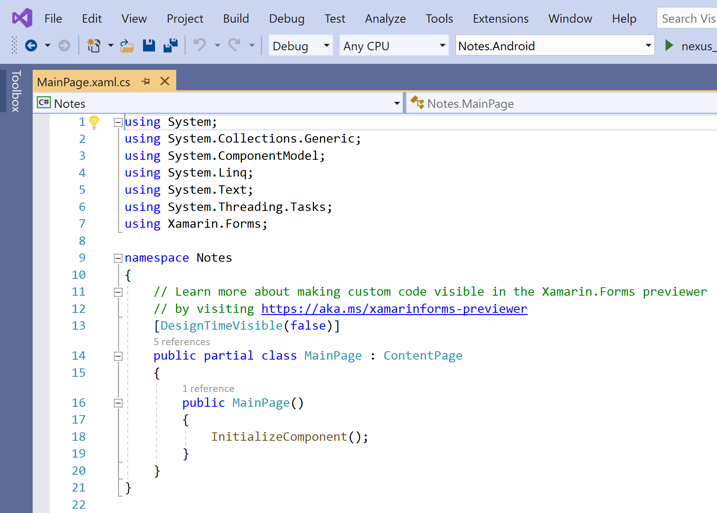 File Edit View Project Build Debug Test Analyze Tools Extensions Window Help Search Vis
Debug Any CPU Notes.Android nexus_
Toolbox
MainPage.xaml.cs
C# Notes Notes.MainPage
1 using System;
2 using System.Collections.Generic;
3 using System.ComponentModel;
4 using System.Linq;
5 using System.Text;
6 using System.Threading.Tasks;
7 using Xamarin.Forms;
8
9 namespace Notes
10 {
11 // Learn more about making custom code visible in the Xamarin.Forms previewer
12 // by visiting https://aka.ms/xamarinforms-previewer
13 [DesignTimeVisible(false)]
5 references
14 public partial class MainPage : ContentPage
15 {
1 reference
16 public MainPage()
17 {
18 InitializeComponent();
19 }
20 }
21 }
22